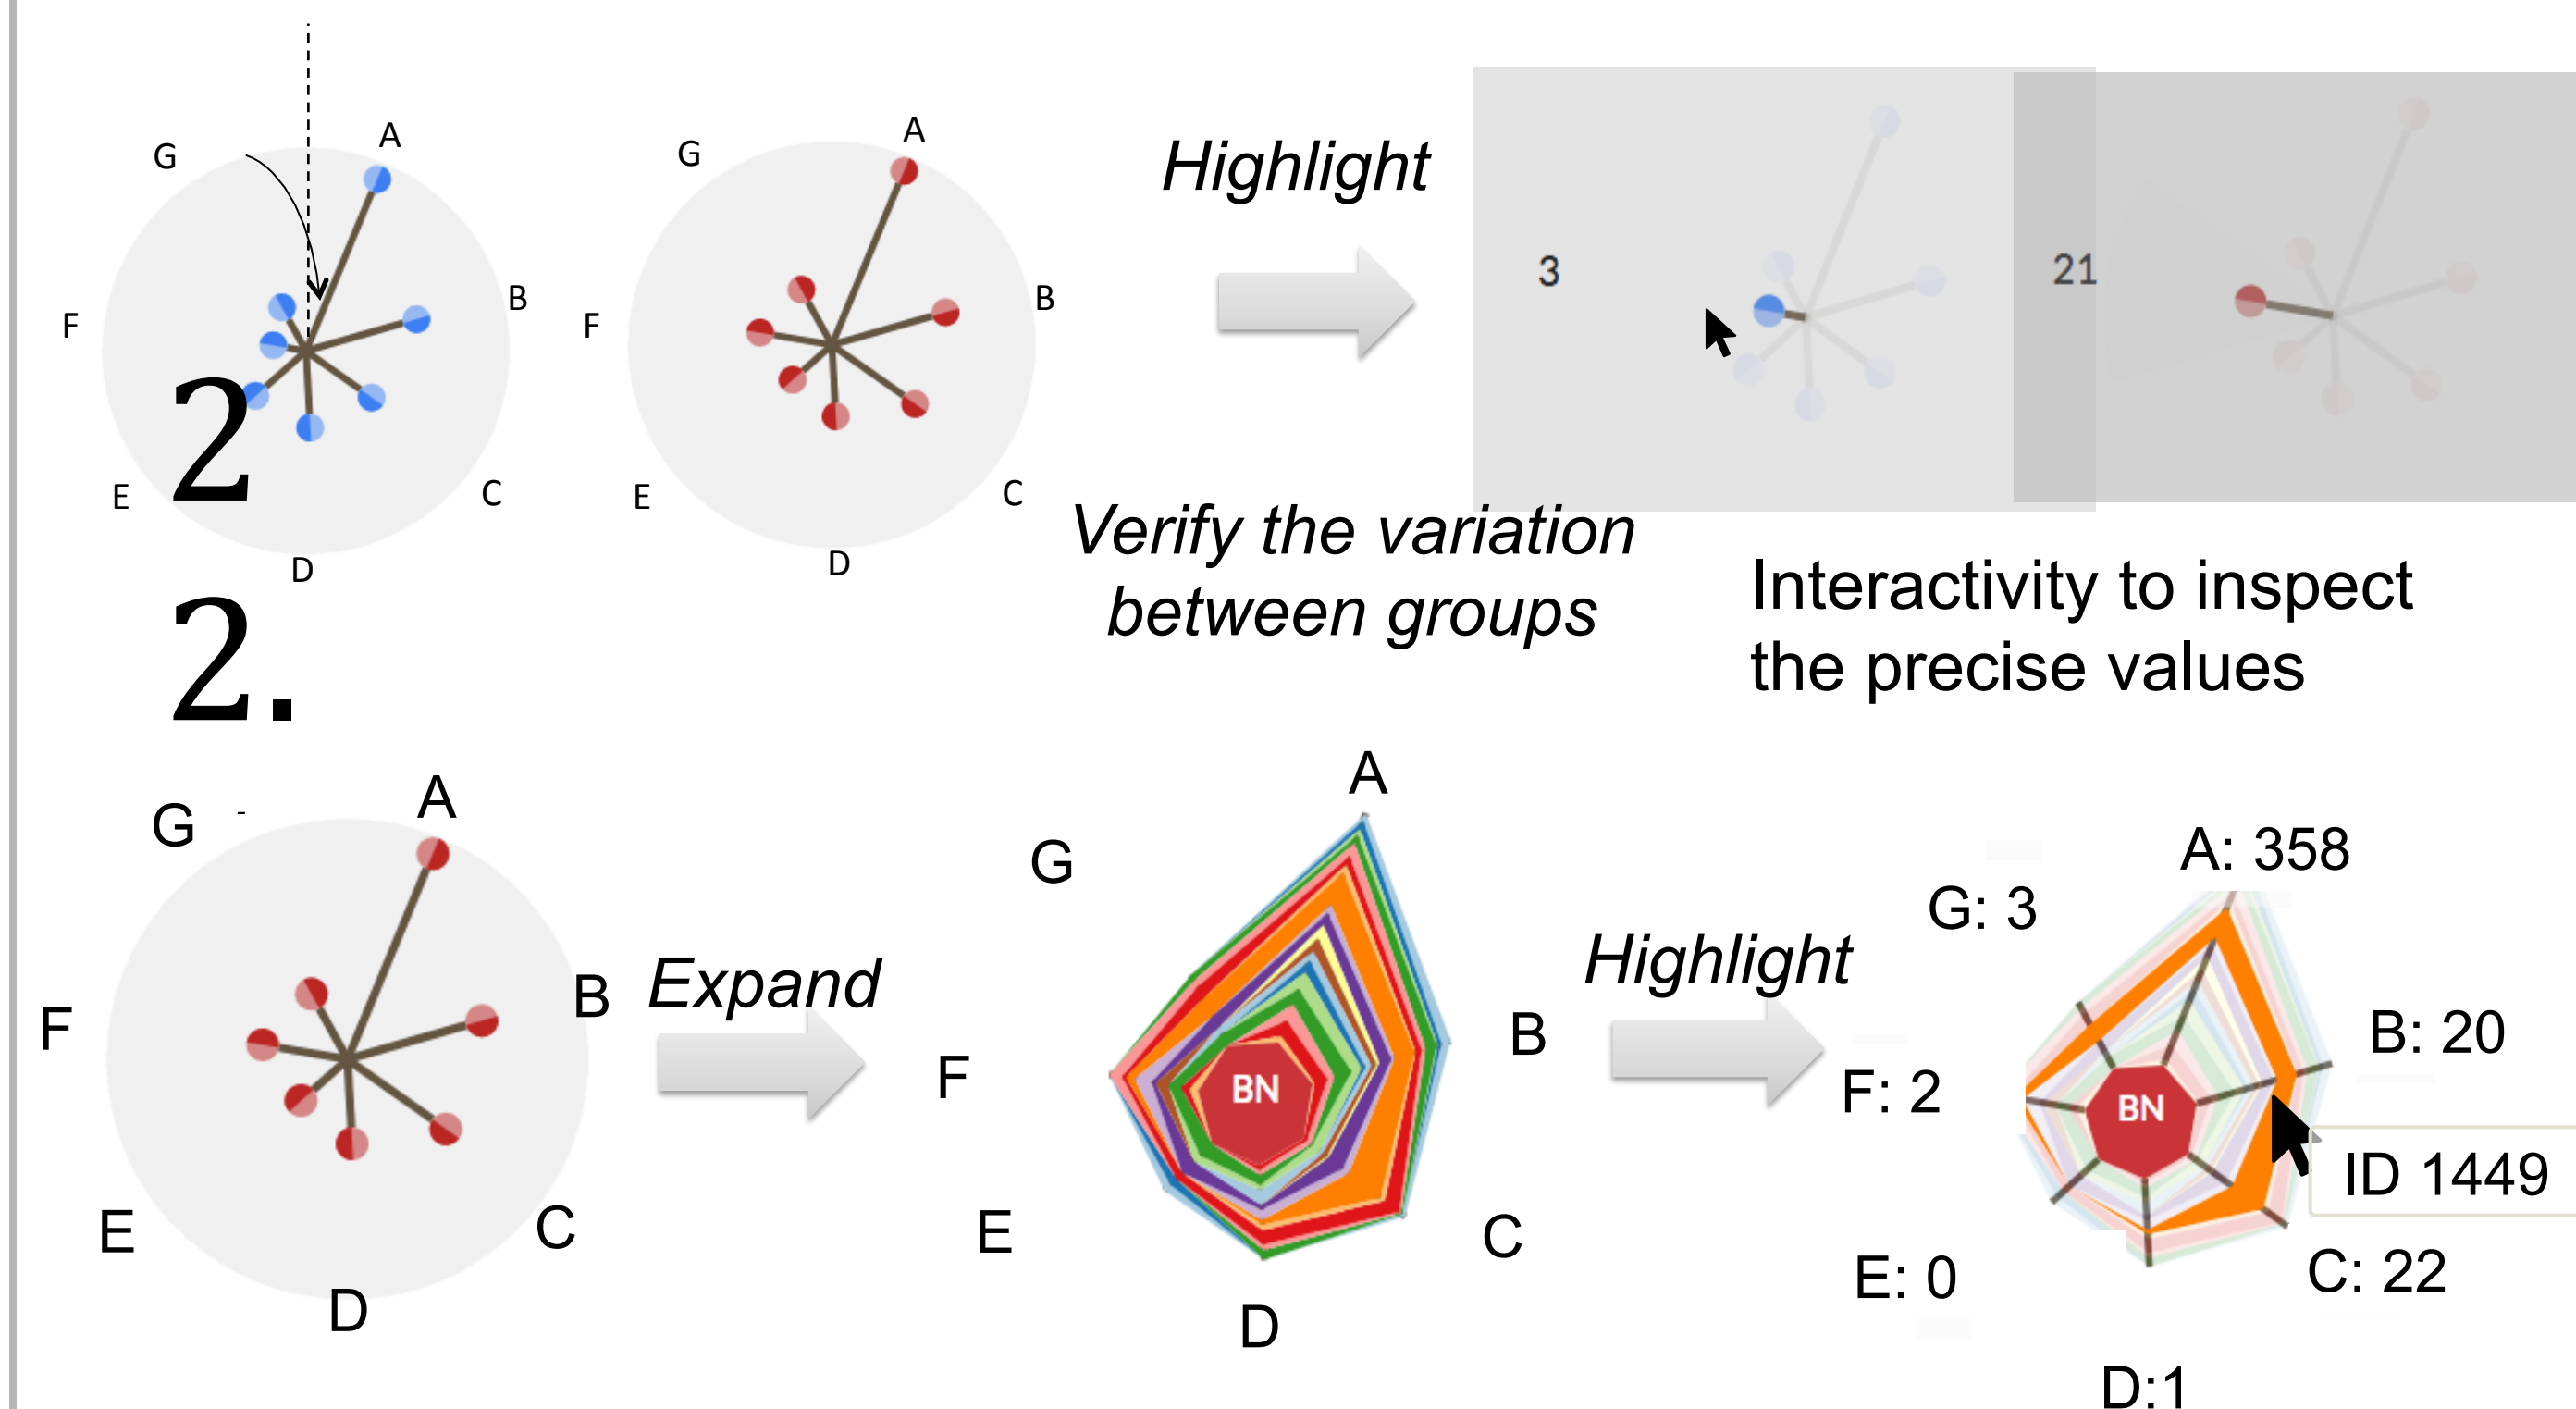 A
G
B
F
E
C
D
2
A
G
B
F
E
C
D
Highlight
3
21
Verify the variation
between groups
Interactivity to inspect
the precise values
2.
A
G
B
F
E
C
D
Expand
A
G
B
F
E
C
D
BN
Highlight
A: 358
G: 3
B: 20
F: 2
BN
ID 1449
E: 0
C: 22
D:1